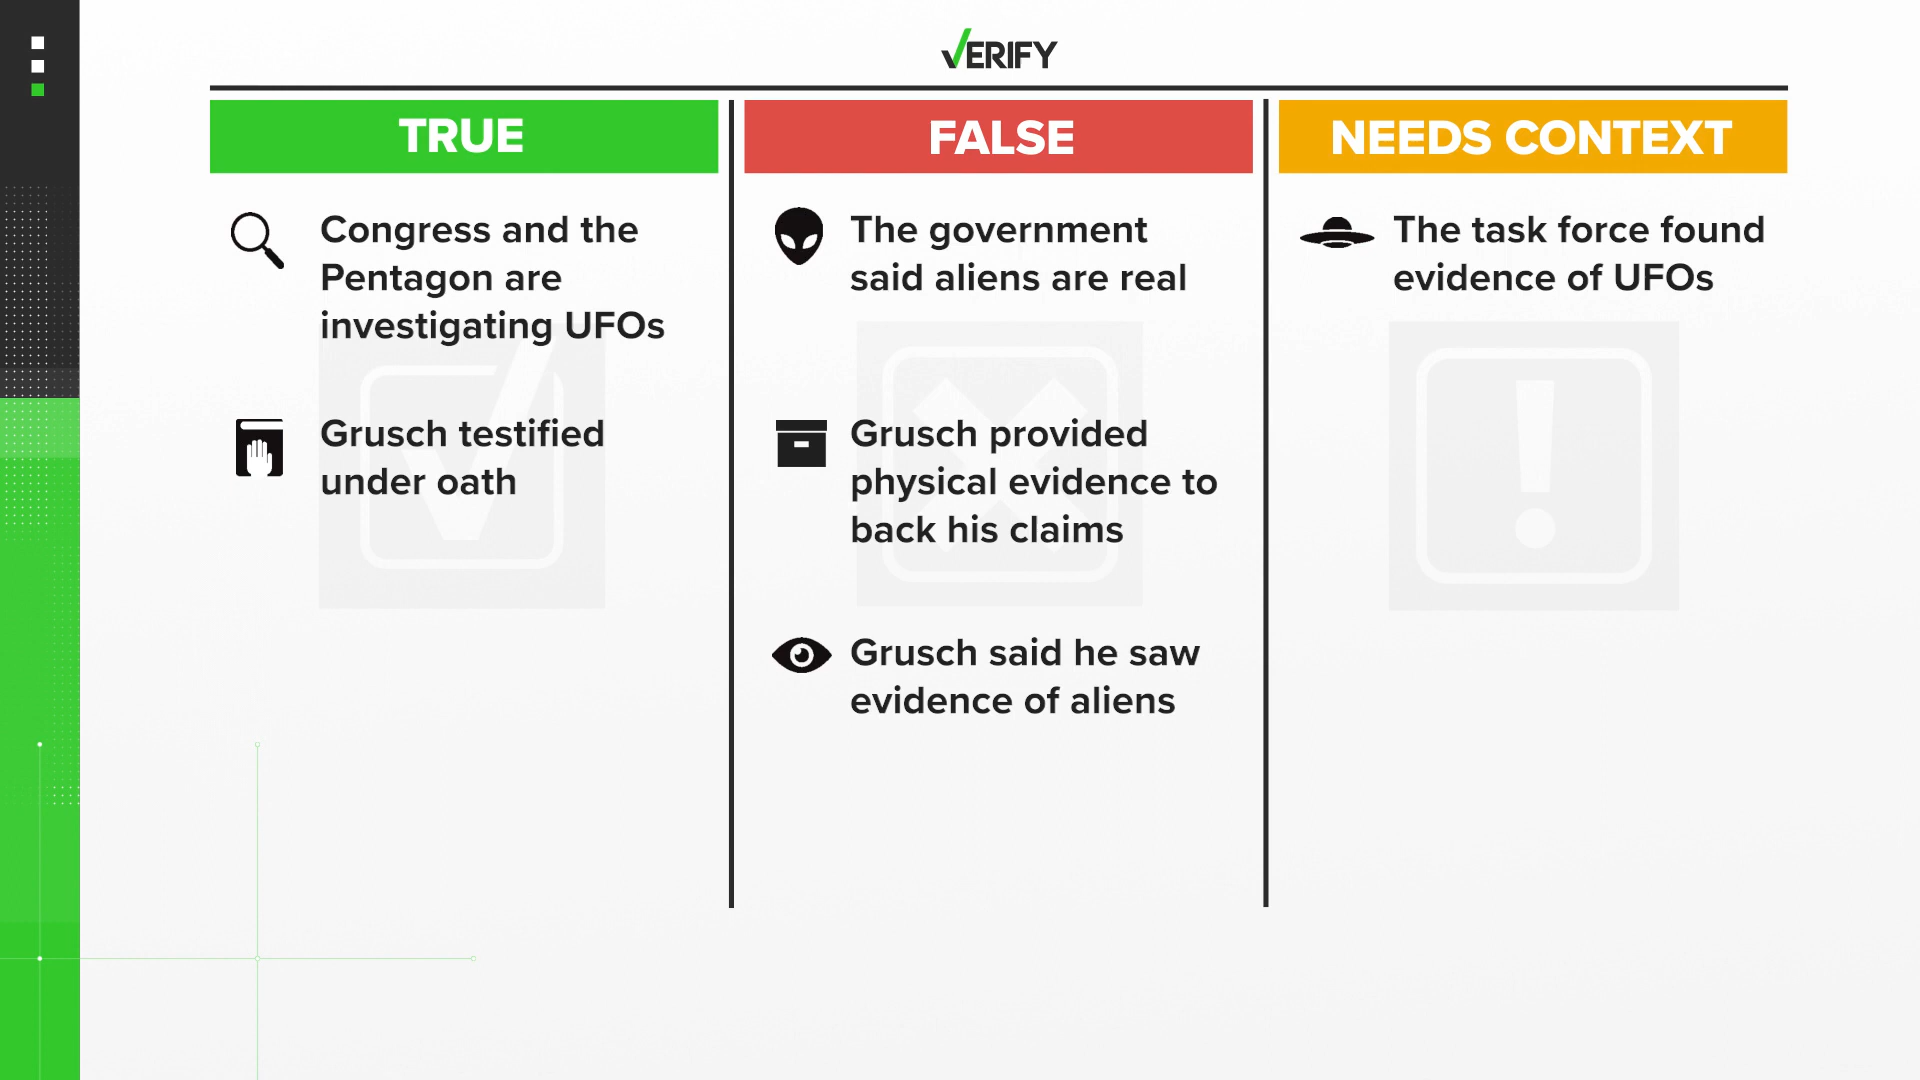 VERIFY
TRUE
Congress and the
Pentagon are
investigating UFOs
Grusch testified
under oath
FALSE
The government
said aliens are real
Grusch provided
physical evidence to
back his claims
Grusch said he saw
evidence of aliens
NEEDS CONTEXT
The task force found
evidence of UFOs